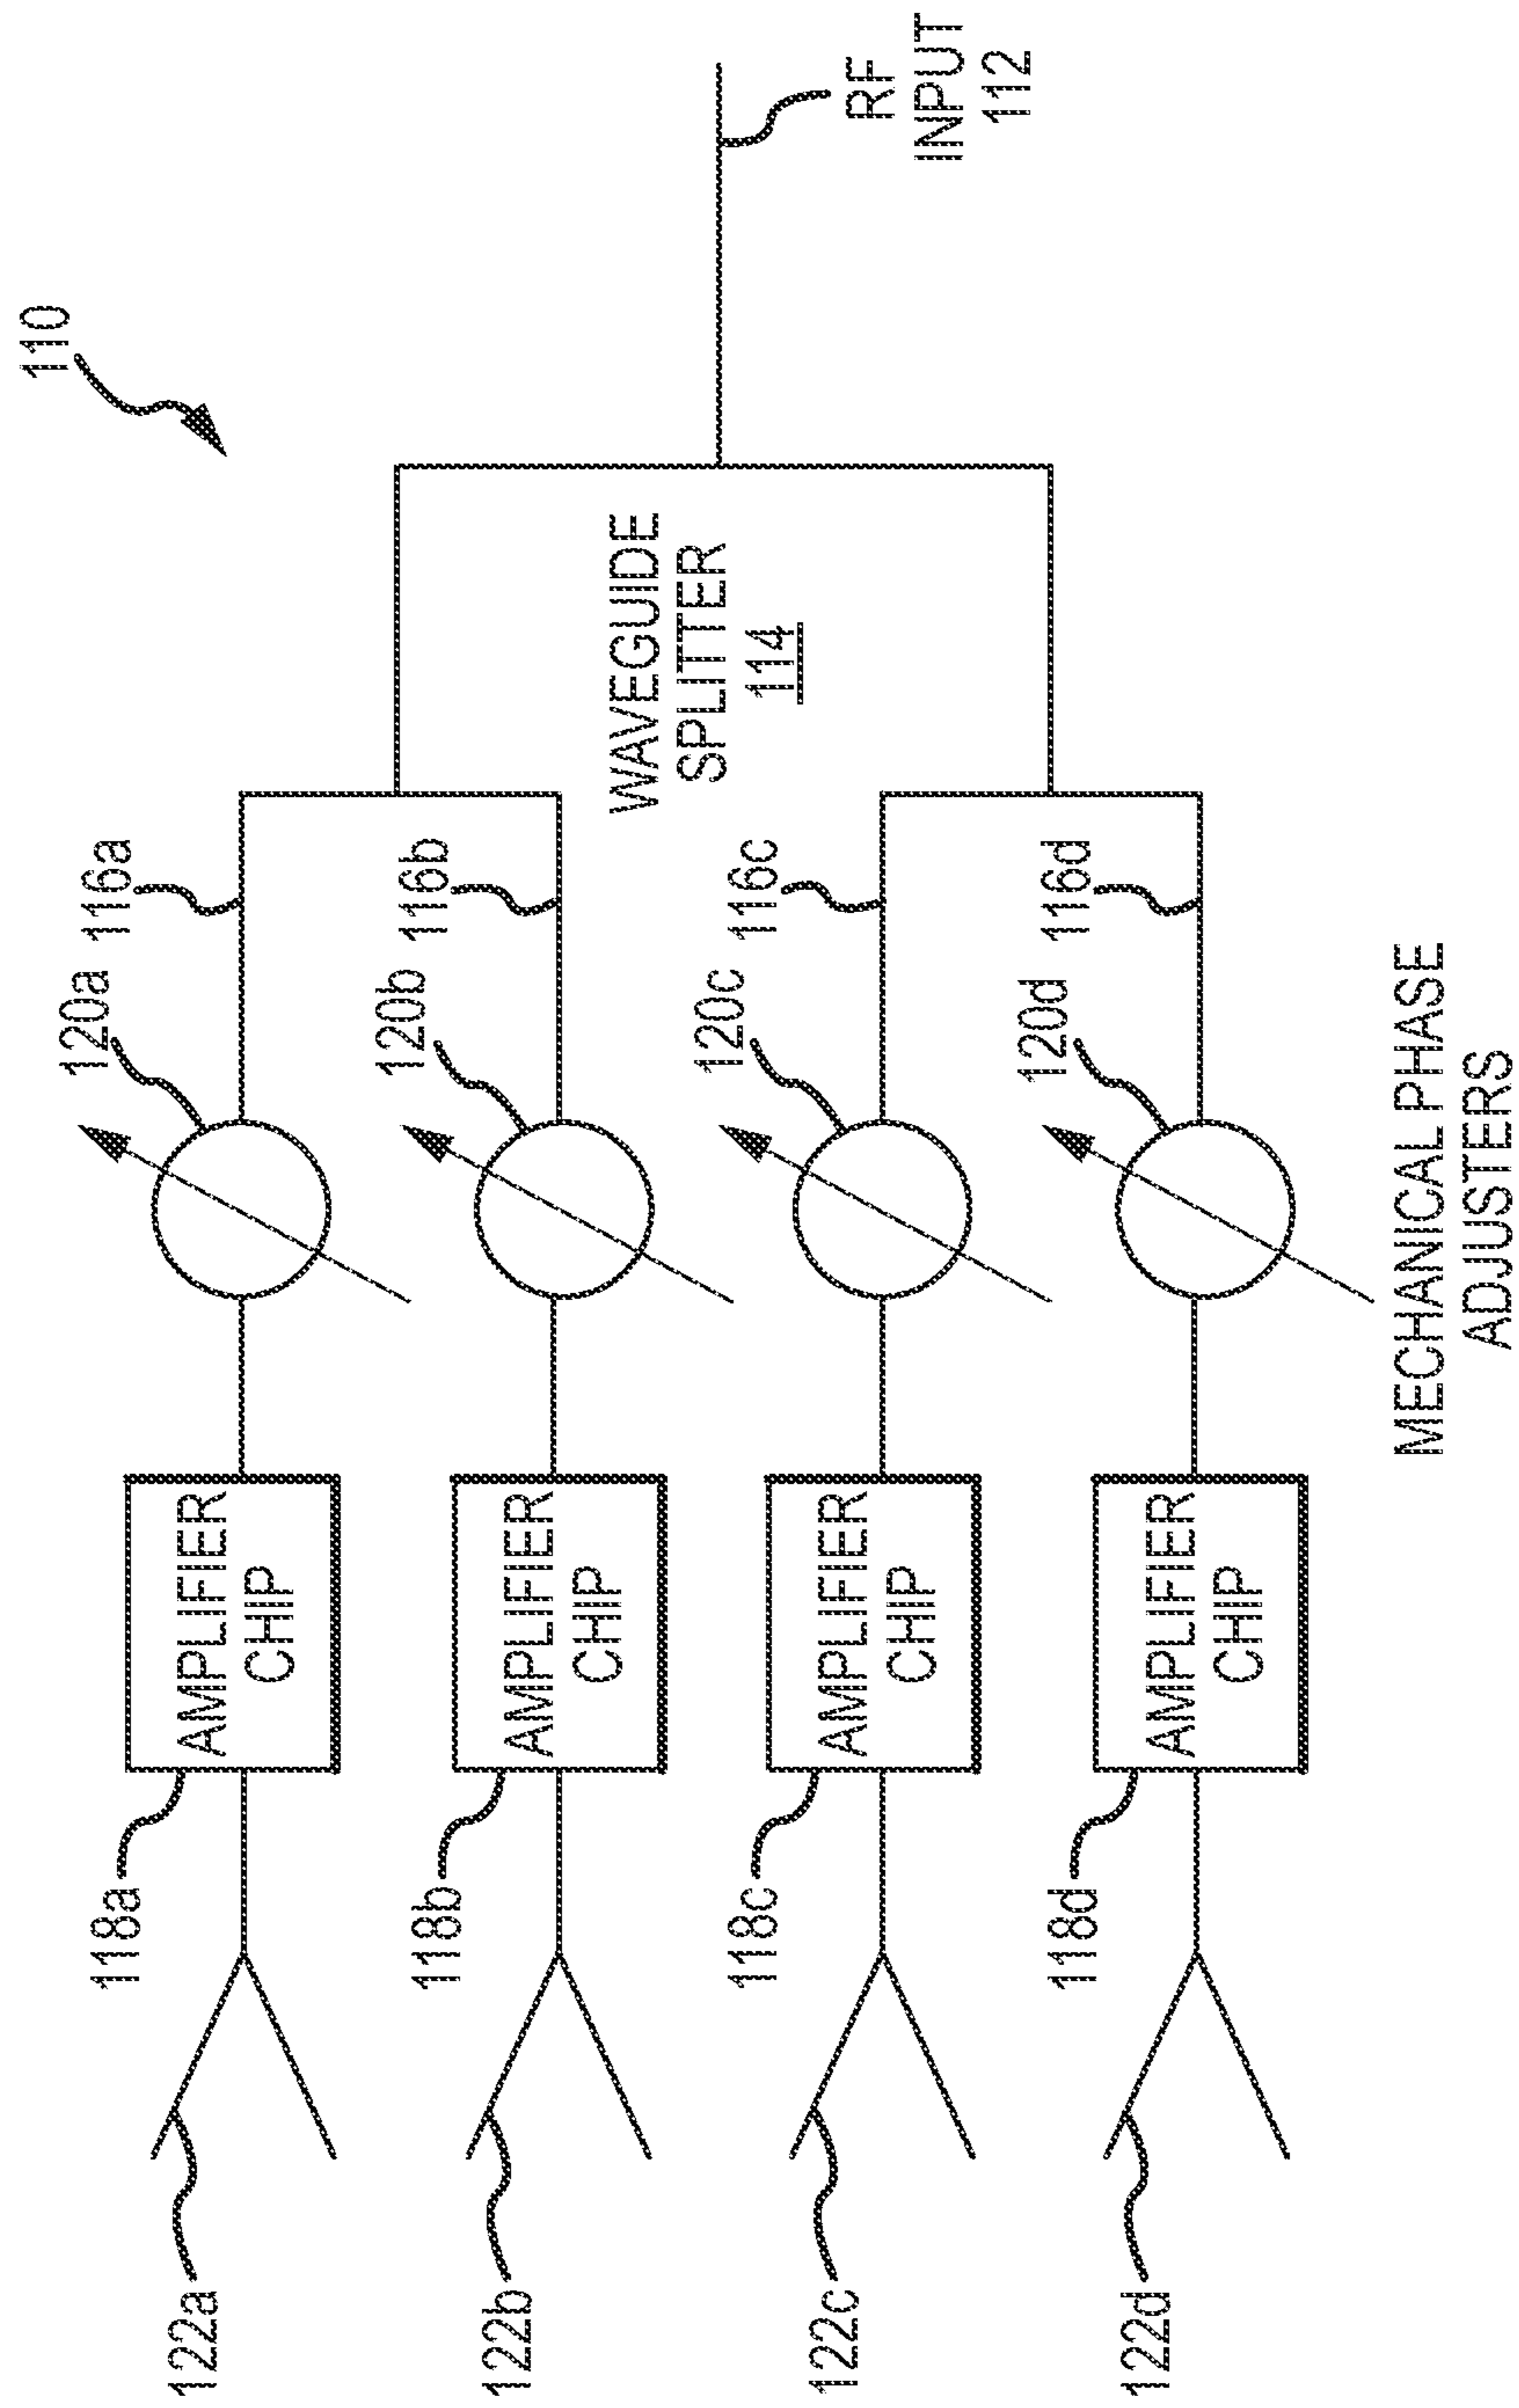 110
122a
118a
AMPLIFIER
CHIP
120a
116a
122b
118b
AMPLIFIER
CHIP
120b
116b
WAVEGUIDE
SPLITTER
114
RF
INPUT
112
122c
118c
AMPLIFIER
CHIP
120c
116c
122d
118d
AMPLIFIER
CHIP
120d
116d
MECHANICAL PHASE
ADJUSTERS